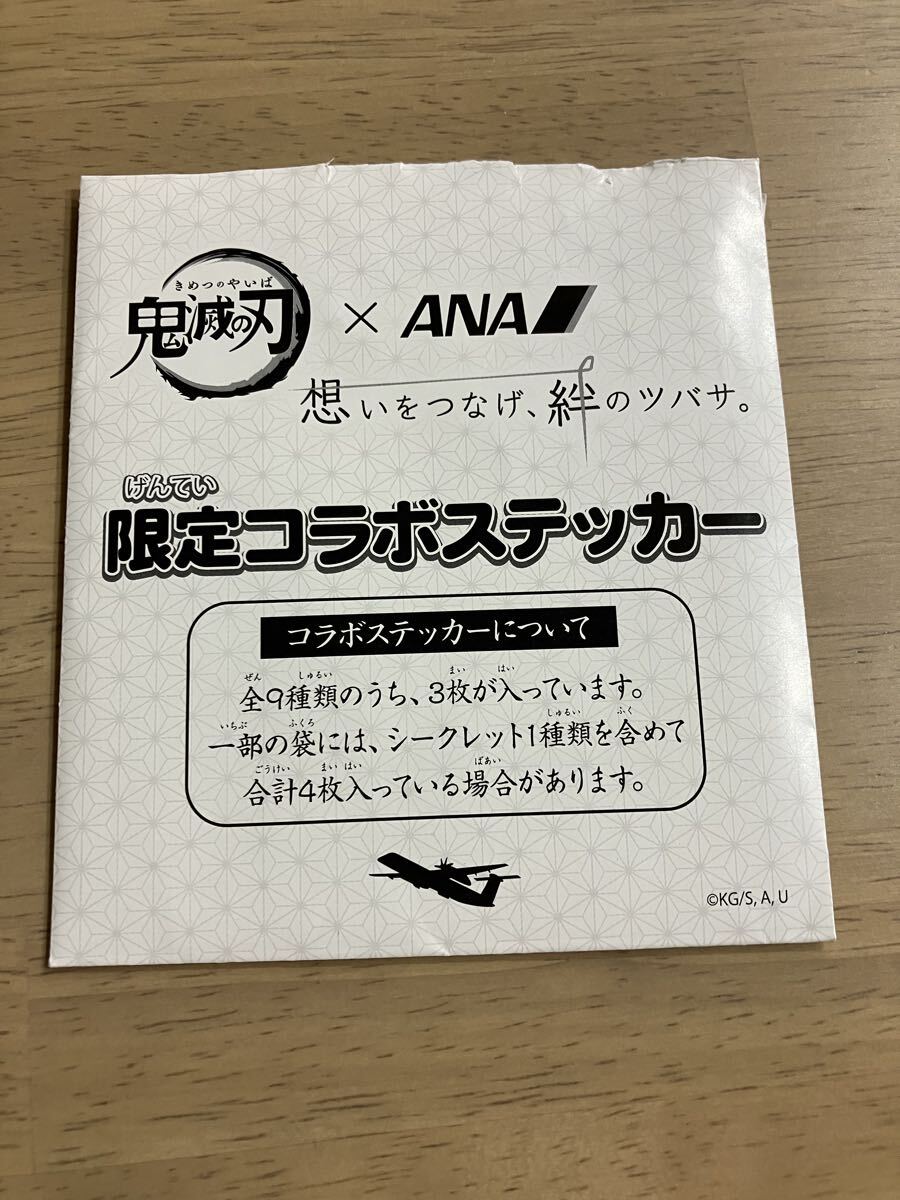 きめつのやいば
鬼滅の刃 × ANA
想いをつなげ、絆のツバサ。
げんてい
限定コラボステッカー
コラボステッカーについて
ぜん しゅるい まい はい
全9種類のうち、3枚が入っています。
いちぶ ふくろ しゅるい ふく
一部の袋には、シークレット1種類を含めて
ごうけい まい はい ばあい
合計4枚入っている場合があります。
©KG/S, A, U